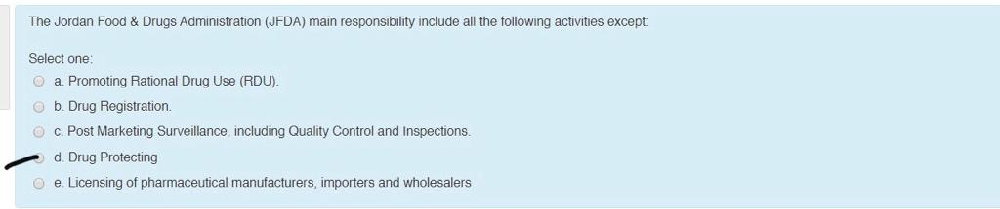 The Jordan Food & Drugs Administration (JFDA) main responsibility include all the following activities except:
Select one:
a. Promoting Rational Drug Use (RDU).
b. Drug Registration.
c. Post Marketing Surveillance, including Quality Control and Inspections.
d. Drug Protecting
e. Licensing of pharmaceutical manufacturers, importers and wholesalers